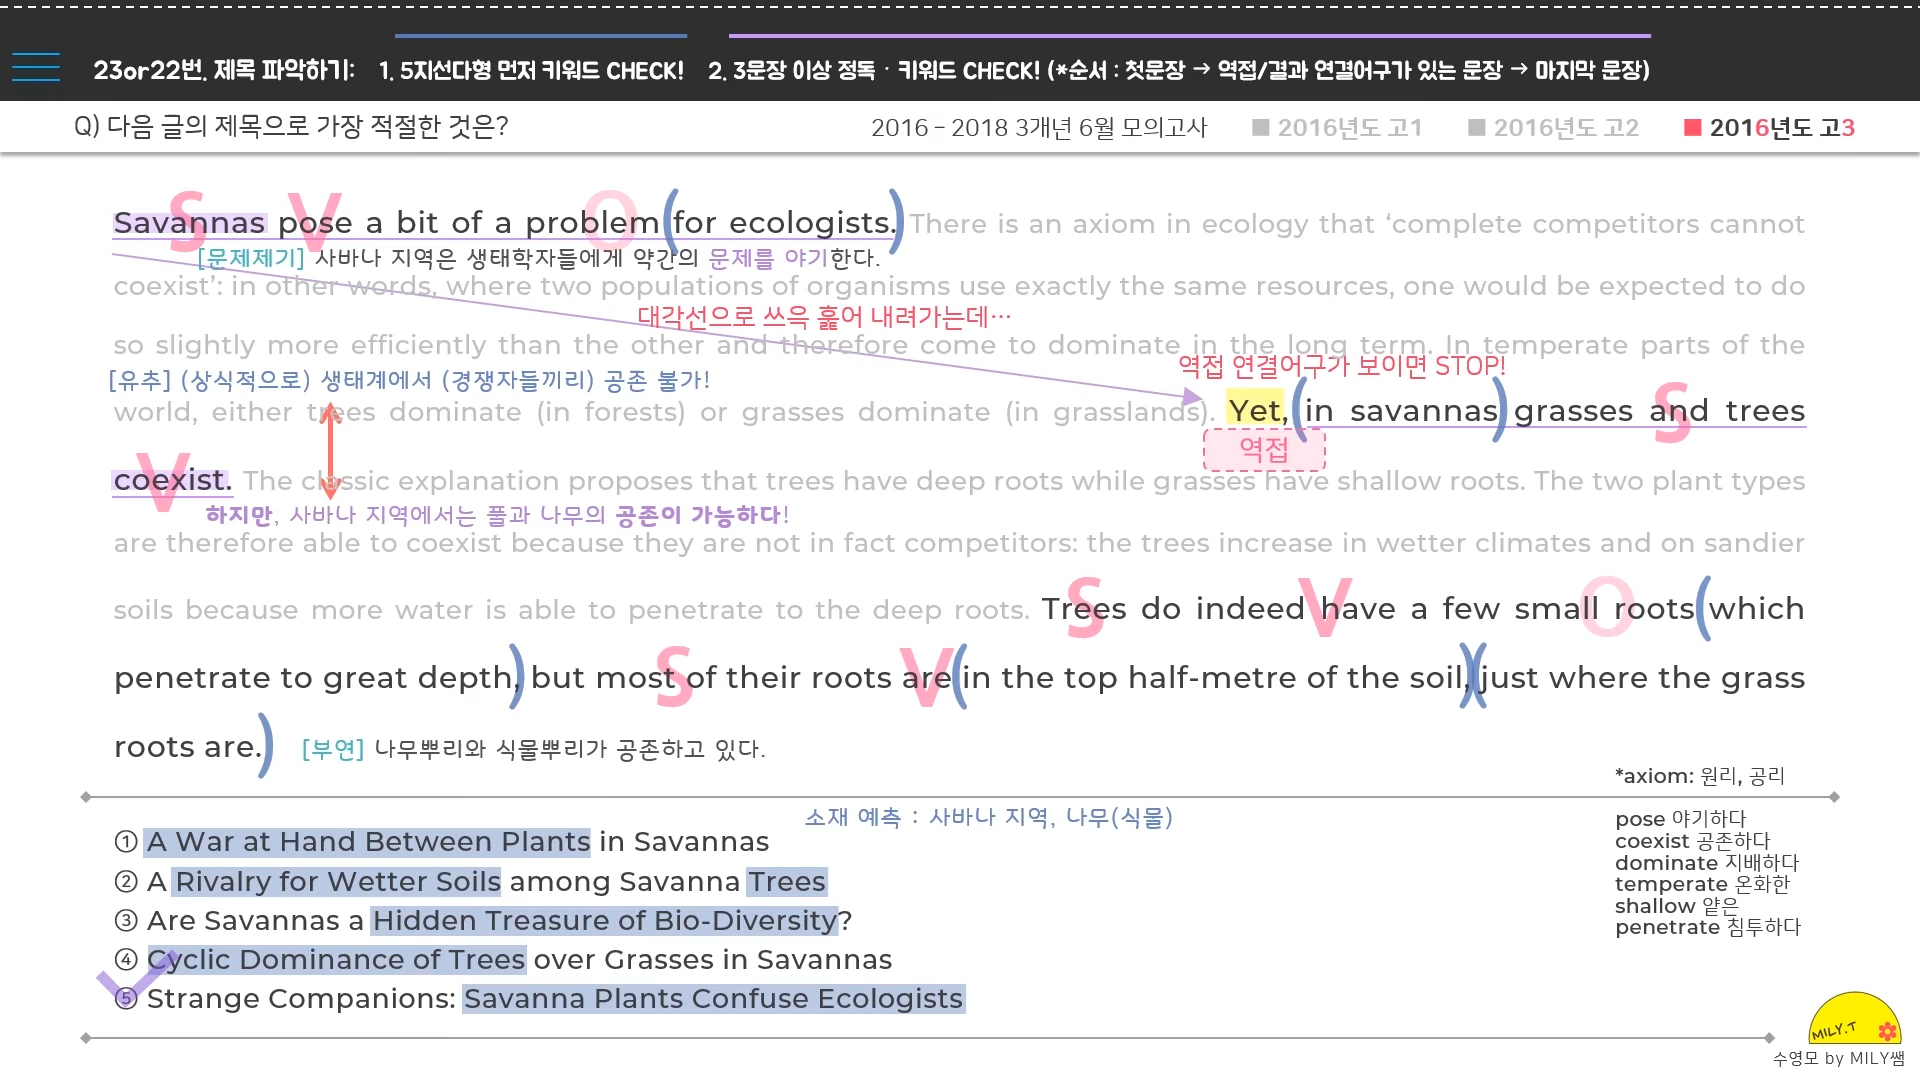 23or22번. 제목 파악하기: 1. 5지선다형 먼저 키워드 CHECK! 2. 3문장 이상 정독 · 키워드 CHECK! (*순서 : 첫문장 → 역접/결과 연결어구가 있는 문장 → 마지막 문장)
Q) 다음 글의 제목으로 가장 적절한 것은? 2016 – 2018 3개년 6월 모의고사 ■ 2016년도 고1 ■ 2016년도 고2 ■ 2016년도 고3
S V O
Savannas pose a bit of a problem (for ecologists.) There is an axiom in ecology that ‘complete competitors cannot
[문제제기] 사바나 지역은 생태학자들에게 약간의 문제를 야기한다.
coexist’: in other words, where two populations of organisms use exactly the same resources, one would be expected to do
대각선으로 쓰윽 훑어 내려가는데…
so slightly more efficiently than the other and therefore come to dominate in the long term. In temperate parts of the
역접 연결어구가 보이면 STOP!
[유추] (상식적으로) 생태계에서 (경쟁자들끼리) 공존 불가!
S
world, either trees dominate (in forests) or grasses dominate (in grasslands). Yet, (in savannas) grasses and trees
역접
V
coexist. The classic explanation proposes that trees have deep roots while grasses have shallow roots. The two plant types
하지만, 사바나 지역에서는 풀과 나무의 공존이 가능하다!
are therefore able to coexist because they are not in fact competitors: the trees increase in wetter climates and on sandier
S V O
soils because more water is able to penetrate to the deep roots. Trees do indeed have a few small roots (which
S V
penetrate to great depth,) but most of their roots are (in the top half-metre of the soil,) (just where the grass
roots are.) [부연] 나무뿌리와 식물뿌리가 공존하고 있다.
*axiom: 원리, 공리
소재 예측 : 사바나 지역, 나무(식물)
① A War at Hand Between Plants in Savannas
② A Rivalry for Wetter Soils among Savanna Trees
③ Are Savannas a Hidden Treasure of Bio-Diversity?
④ Cyclic Dominance of Trees over Grasses in Savannas
⑤ Strange Companions: Savanna Plants Confuse Ecologists
pose 야기하다
coexist 공존하다
dominate 지배하다
temperate 온화한
shallow 얕은
penetrate 침투하다
MILY.T
수영모 by MILY쌤